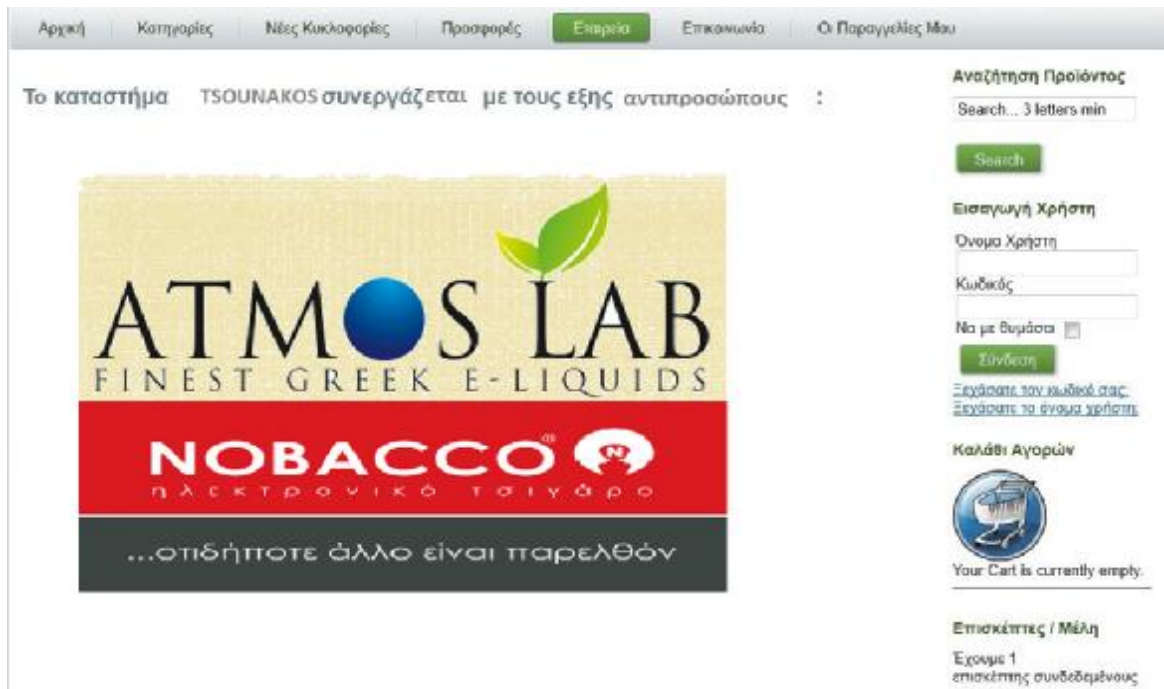 Αρχική Κατηγορίες Νέες Κυκλοφορίες Προσφορές Εταιρεία Επικοινωνία Οι Παραγγελίες Μου
Το καταστήμα TSOUNAKOS συνεργάζεται με τους εξης αντιπροσώπους :
ATMOS LAB
FINEST GREEK E-LIQUIDS
NOBACCO
ηλεκτρονικό τσιγάρο
...οτιδήποτε άλλο είναι παρελθόν
Αναζήτηση Προϊόντος
Search... 3 letters min
Search
Εισαγωγή Χρήστη
Όνομα Χρήστη
Κωδικός
Να με θυμάσαι
Σύνδεση
Ξεχάσατε τον κωδικό σας;
Ξεχάσατε το όνομα χρήστη;
Καλάθι Αγορών
Your Cart is currently empty.
Επισκέπτες / Μέλη
Έχουμε 1
επισκέπτης συνδεδεμένους